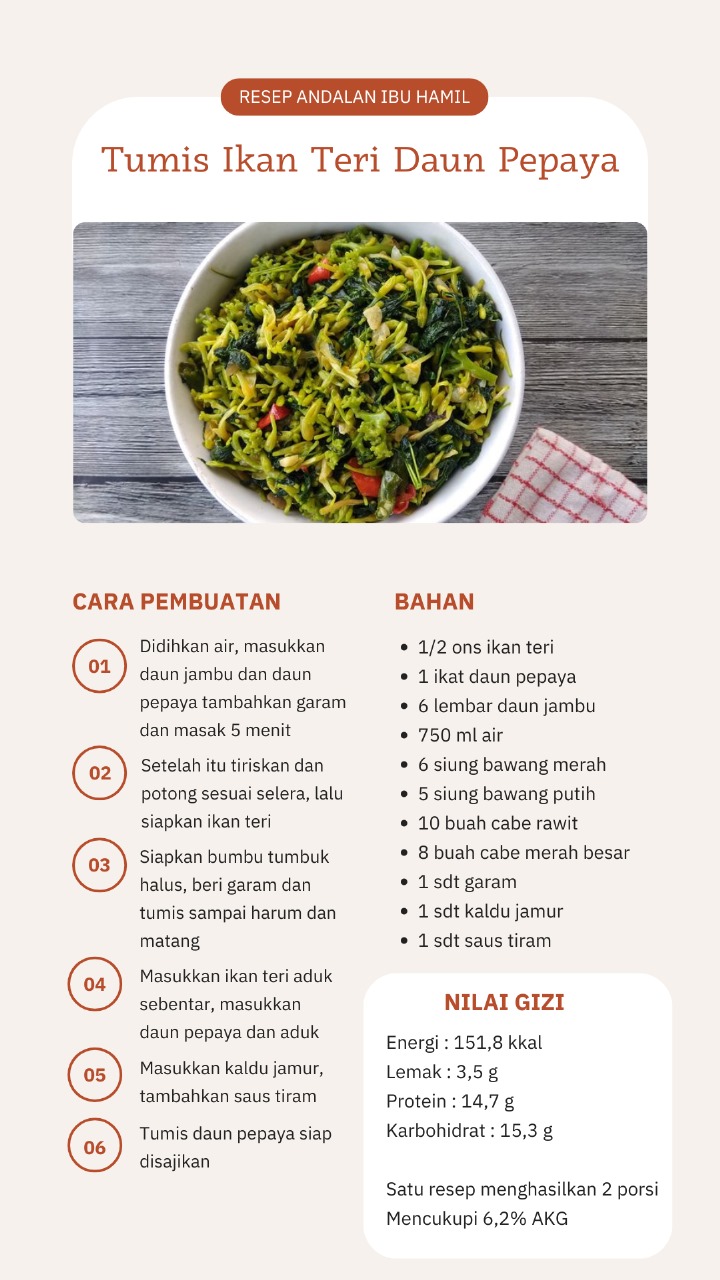 RESEP ANDALAN IBU HAMIL
Tumis Ikan Teri Daun Pepaya
CARA PEMBUATAN
01
Didihkan air, masukkan
daun jambu dan daun
pepaya tambahkan garam
dan masak 5 menit
02
Setelah itu tiriskan dan
potong sesuai selera, lalu
siapkan ikan teri
03
Siapkan bumbu tumbuk
halus, beri garam dan
tumis sampai harum dan
matang
04
Masukkan ikan teri aduk
sebentar, masukkan
daun pepaya dan aduk
05
Masukkan kaldu jamur,
tambahkan saus tiram
06
Tumis daun pepaya siap
disajikan
BAHAN
• 1/2 ons ikan teri
• 1 ikat daun pepaya
• 6 lembar daun jambu
• 750 ml air
• 6 siung bawang merah
• 5 siung bawang putih
• 10 buah cabe rawit
• 8 buah cabe merah besar
• 1 sdt garam
• 1 sdt kaldu jamur
• 1 sdt saus tiram
NILAI GIZI
Energi : 151,8 kkal
Lemak : 3,5 g
Protein : 14,7 g
Karbohidrat : 15,3 g
Satu resep menghasilkan 2 porsi
Mencukupi 6,2% AKG